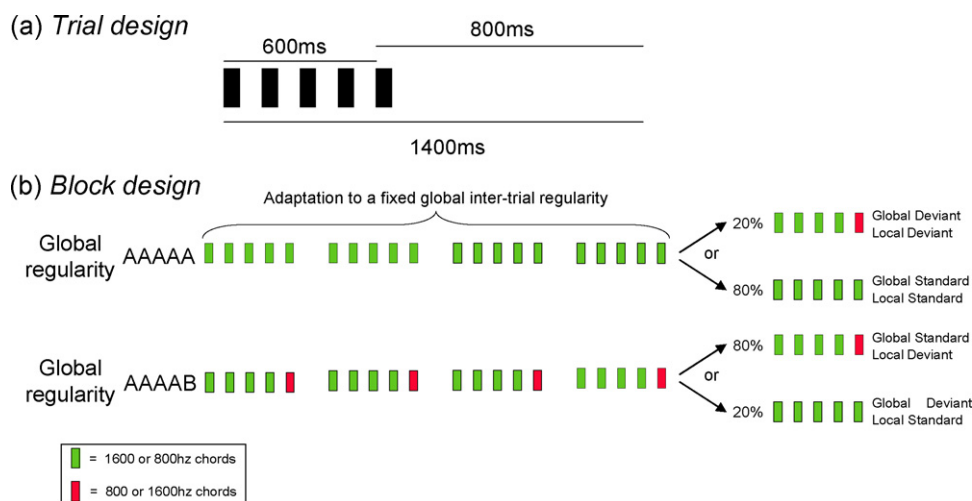 (a) Trial design
800ms
600ms
1400ms
(b) Block design
Adaptation to a fixed global inter-trial regularity
Global
regularity
AAAAA
20%
Global Deviant
Local Deviant
or
80%
Global Standard
Local Standard
Global
regularity
AAAAB
80%
Global Standard
Local Deviant
or
20%
Global Deviant
Local Standard
= 1600 or 800hz chords
= 800 or 1600hz chords